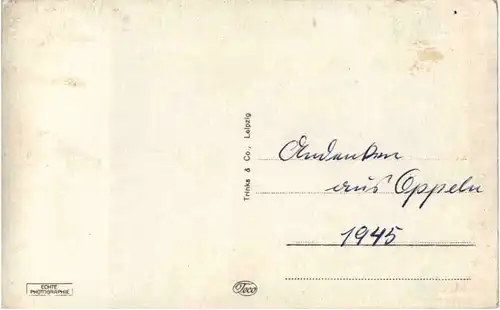 Trinks & Co., Leipzig
Andenken
aus Oppeln
1945
ECHTE
PHOTOGRAPHIE
Teco